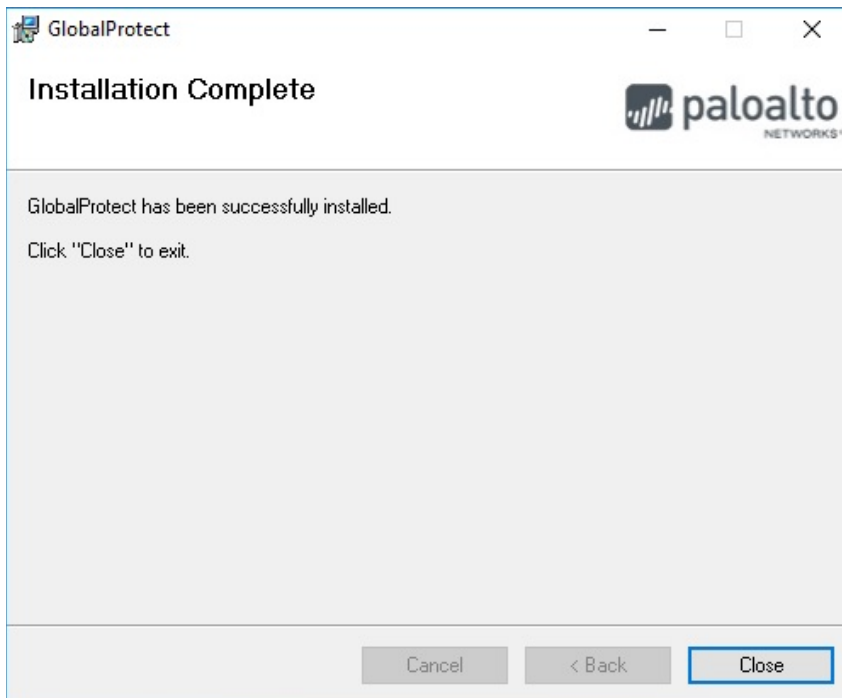 GlobalProtect
Installation Complete
paloalto
NETWORKS
GlobalProtect has been successfully installed.
Click "Close" to exit.
Cancel
< Back
Close